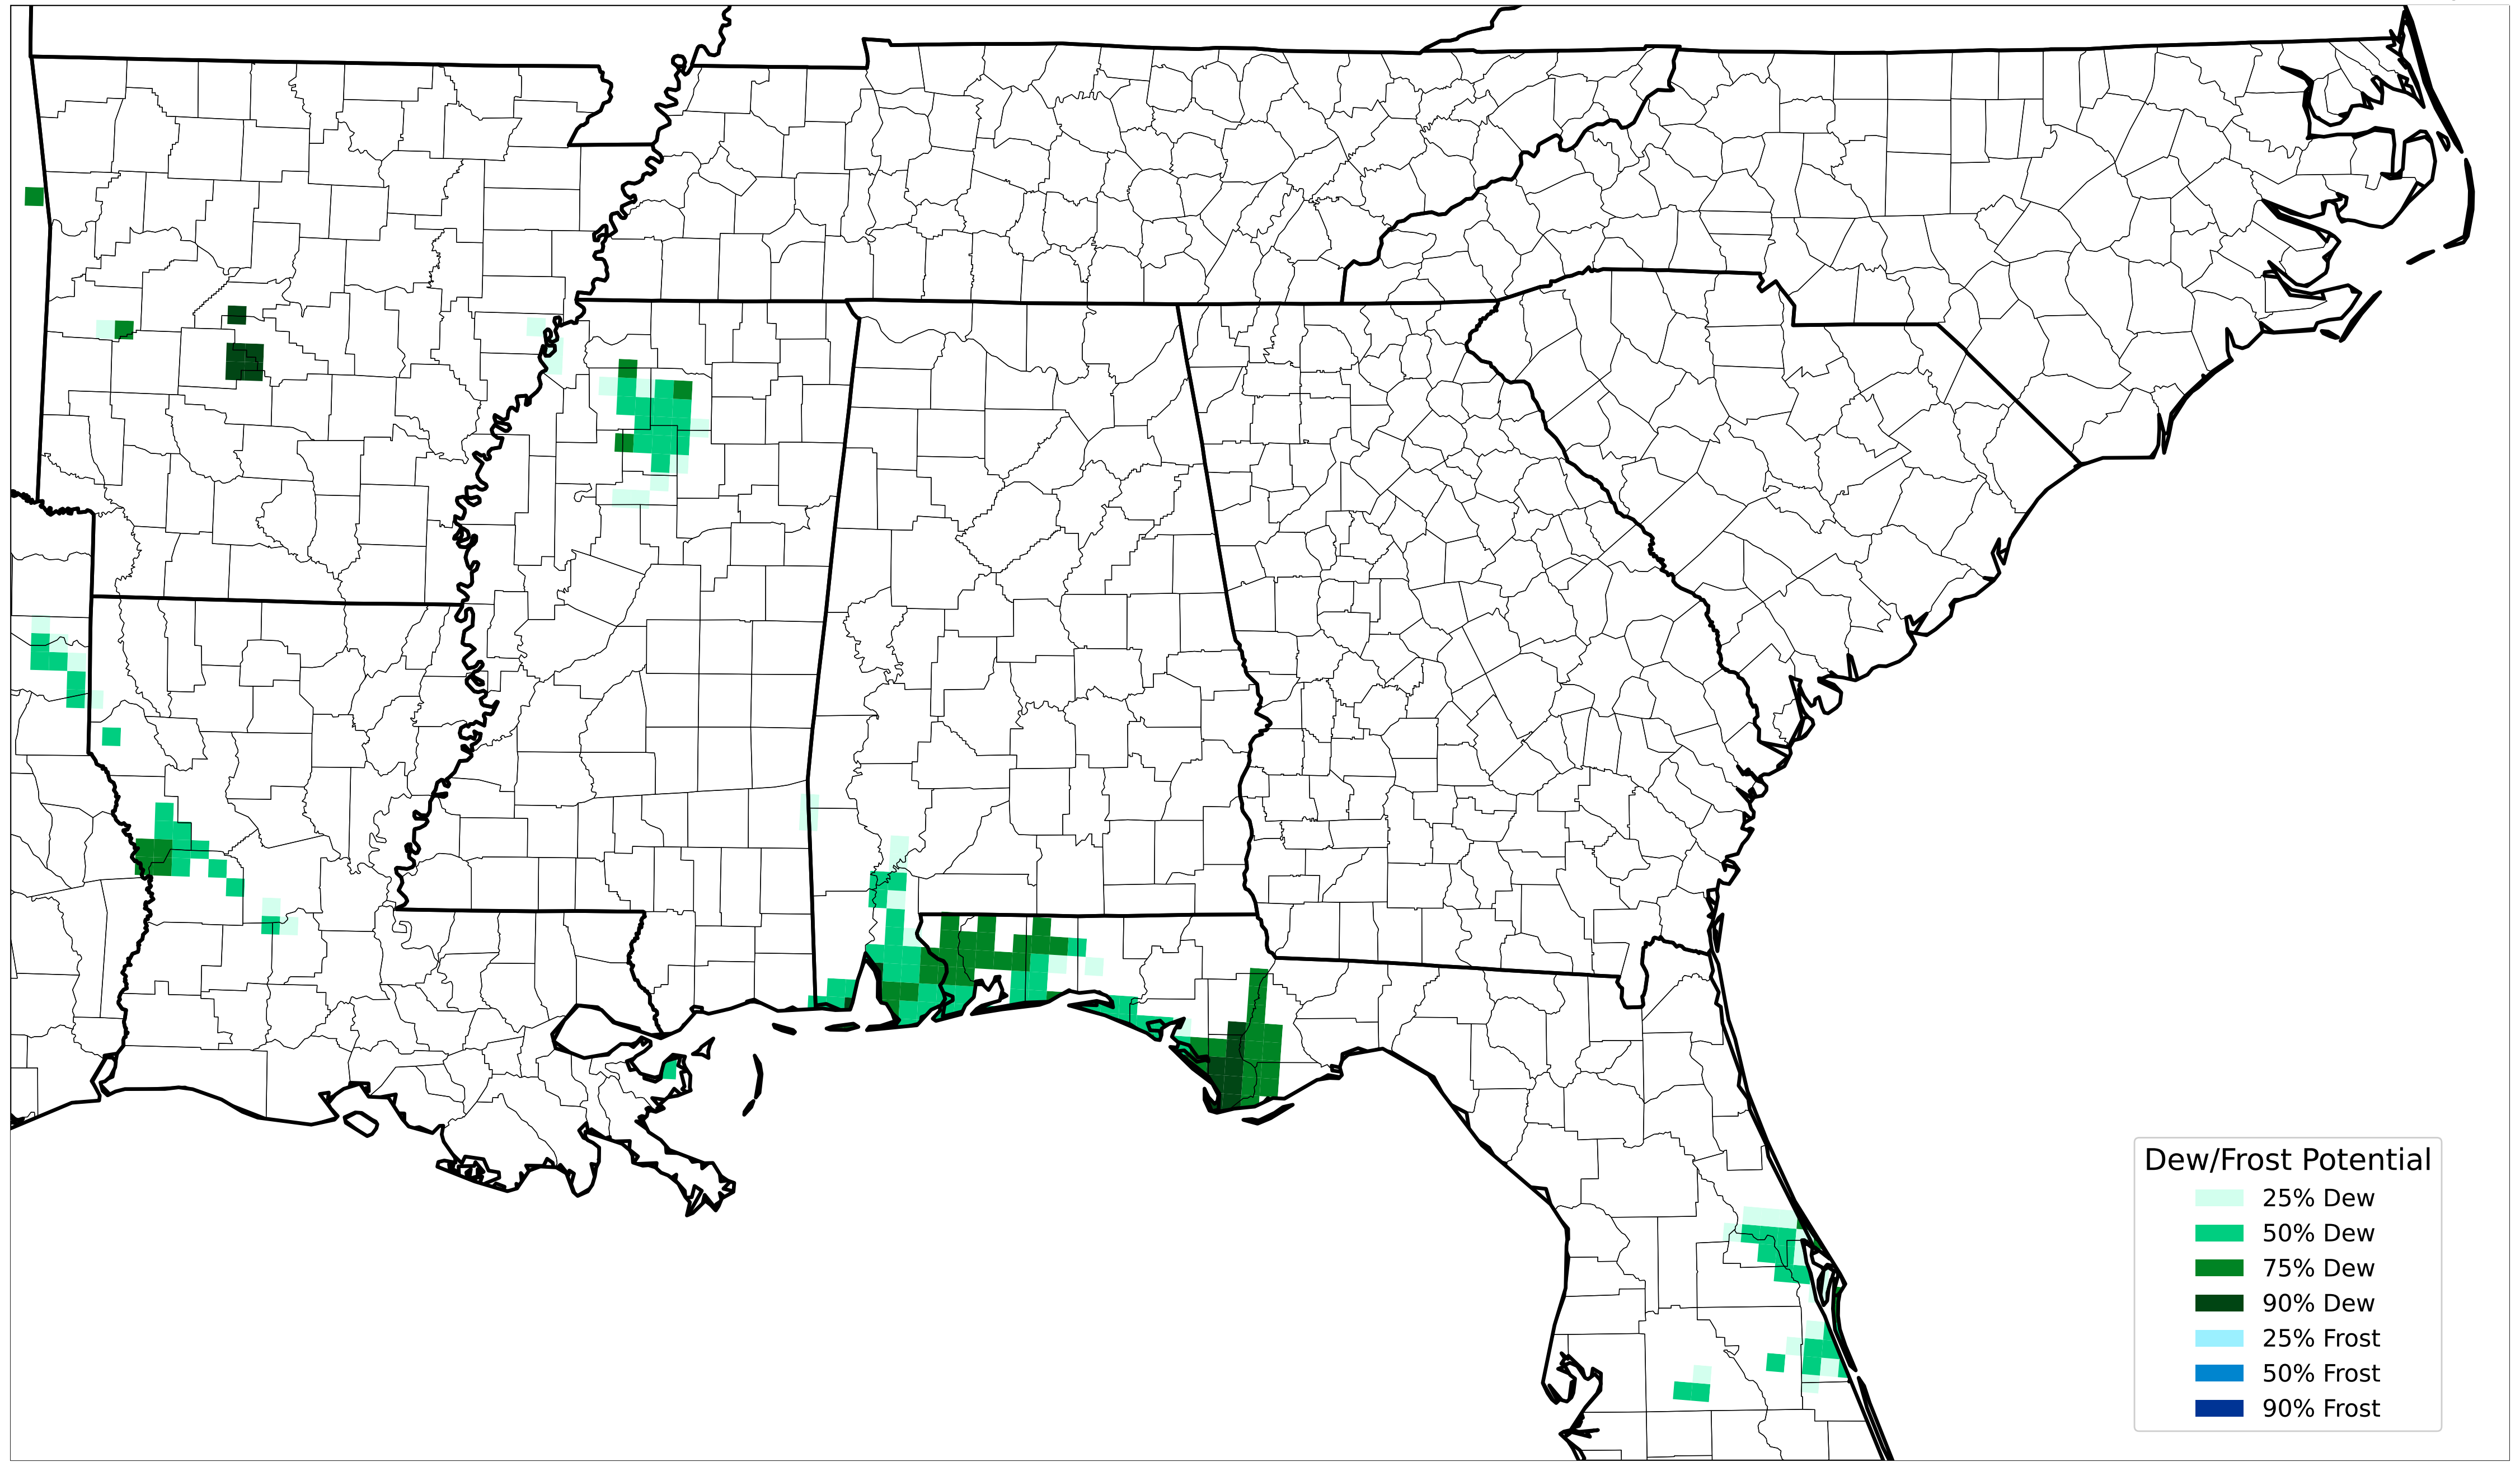 Dew/Frost Potential
25% Dew
50% Dew
75% Dew
90% Dew
25% Frost
50% Frost
90% Frost